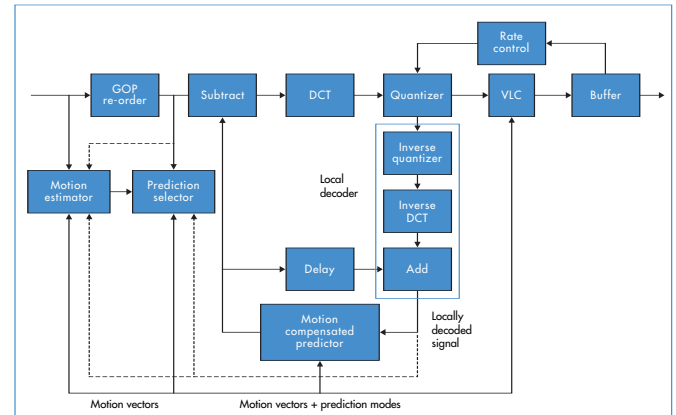 Rate
control
GOP
re-order
Subtract
DCT
Quantizer
VLC
Buffer
Inverse
quantizer
Local
decoder
Motion
estimator
Prediction
selector
Inverse
DCT
Delay
Add
Motion
compensated
predictor
Locally
decoded
signal
Motion vectors
Motion vectors + prediction modes